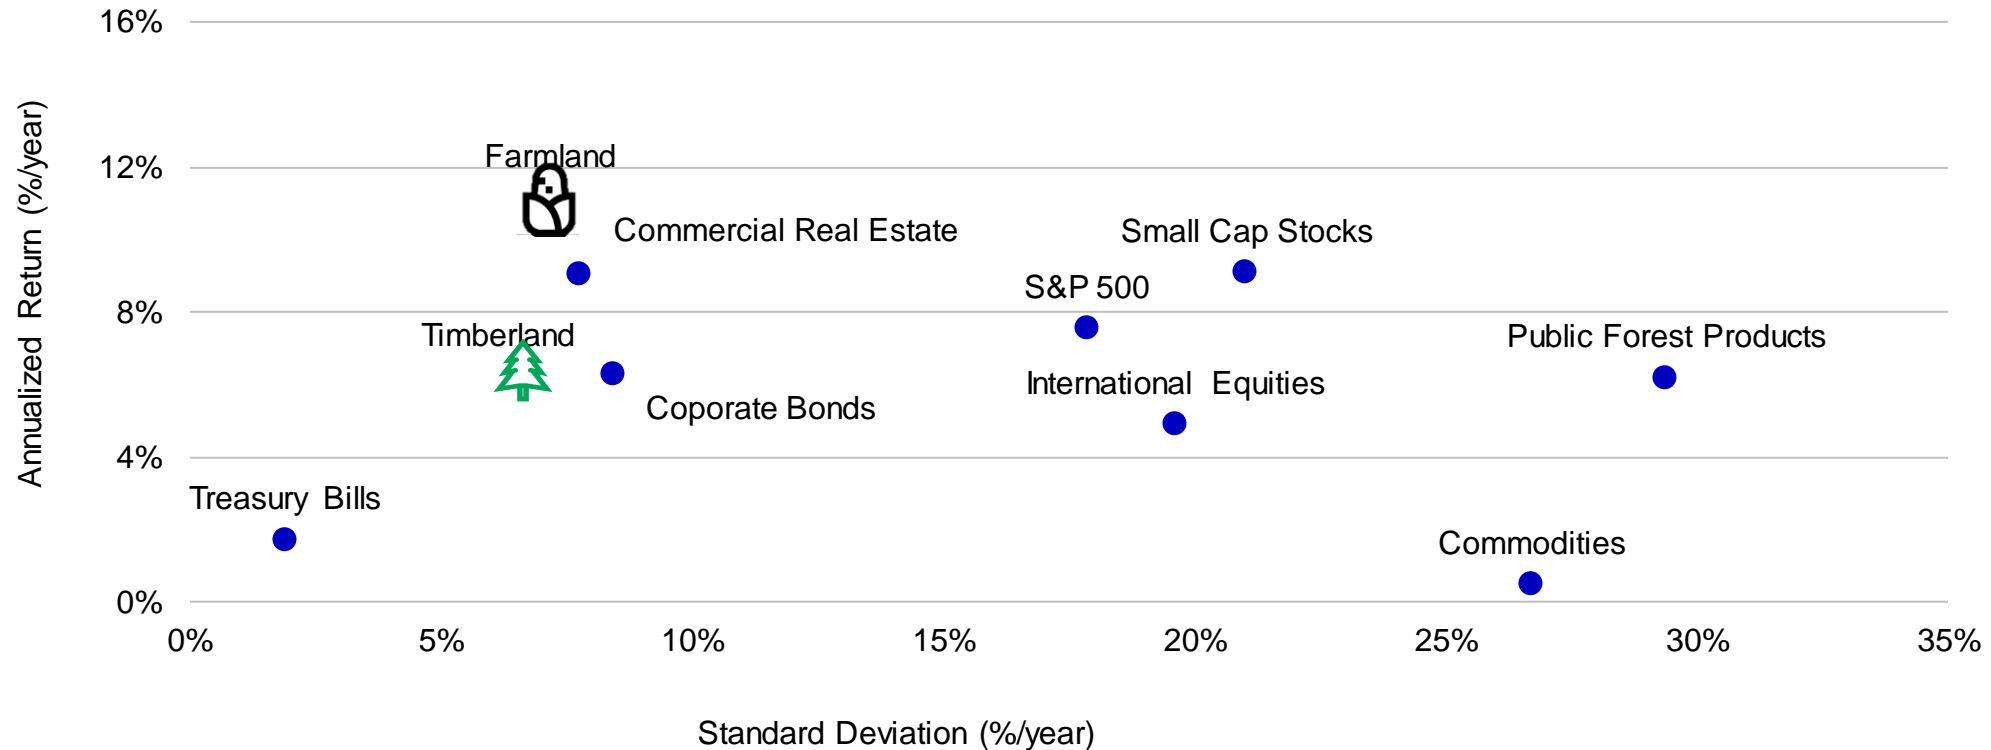 16%
12%
8%
4%
0%
Annualized Return (%/year)
Farmland
Commercial Real Estate
Small Cap Stocks
S&P 500
Timberland
Public Forest Products
International Equities
Coporate Bonds
Treasury Bills
Commodities
0% 5% 10% 15% 20% 25% 30% 35%
Standard Deviation (%/year)